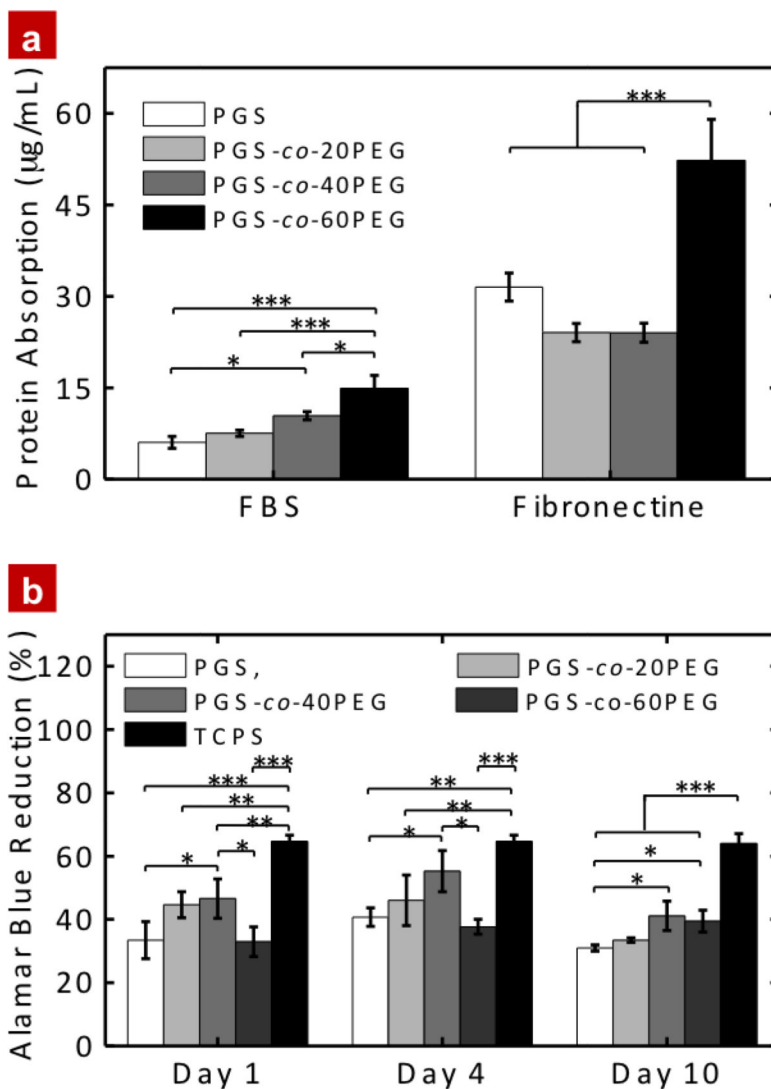 a
Protein Absorption (µg/mL)
60
45
30
15
0
PGS
PGS-co-20PEG
PGS-co-40PEG
PGS-co-60PEG
***
***
***
*
*
FBS
Fibronectine
b
Alamar Blue Reduction (%)
120
100
80
60
40
20
0
PGS,
PGS-co-20PEG
PGS-co-40PEG
PGS-co-60PEG
TCPS
***
***
**
**
*
*
***
**
**
*
*
***
*
*
Day 1
Day 4
Day 10